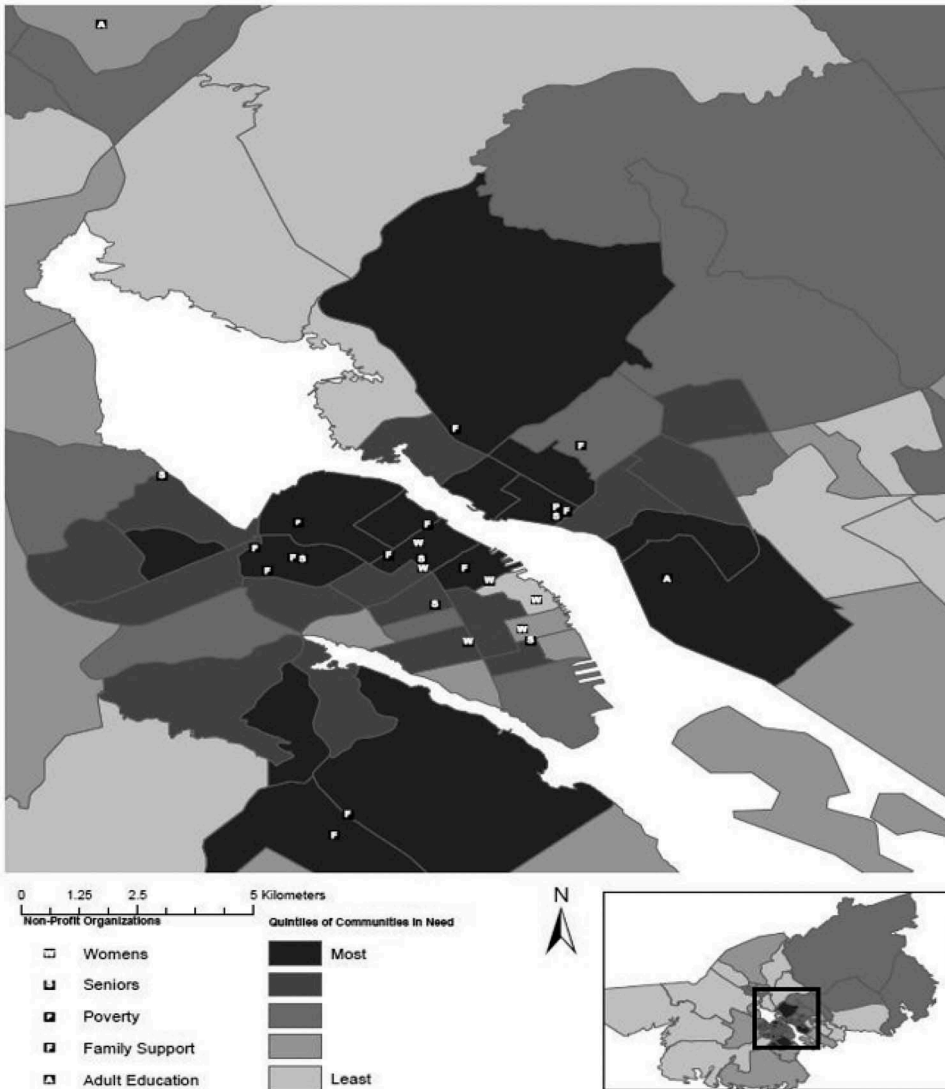 A
F
F
S
P
F
P
S
F
F
W
P
F
S
S
A
F
W
F
W
W
S
W
W
S
F
F
0 1.25 2.5 5 Kilometers
N
Non-Profit Organizations
Quintiles of Communities In Need
W Womens
Most
S Seniors
P Poverty
F Family Support
A Adult Education
Least